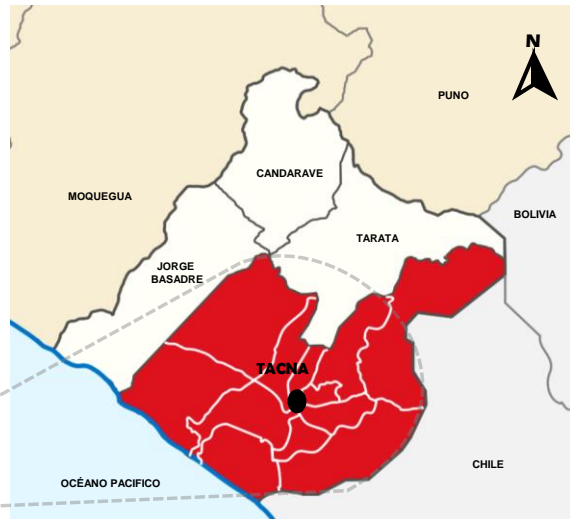 N
PUNO
CANDARAVE
MOQUEGUA
BOLIVIA
TARATA
JORGE
BASADRE
TACNA
CHILE
OCÉANO PACIFICO